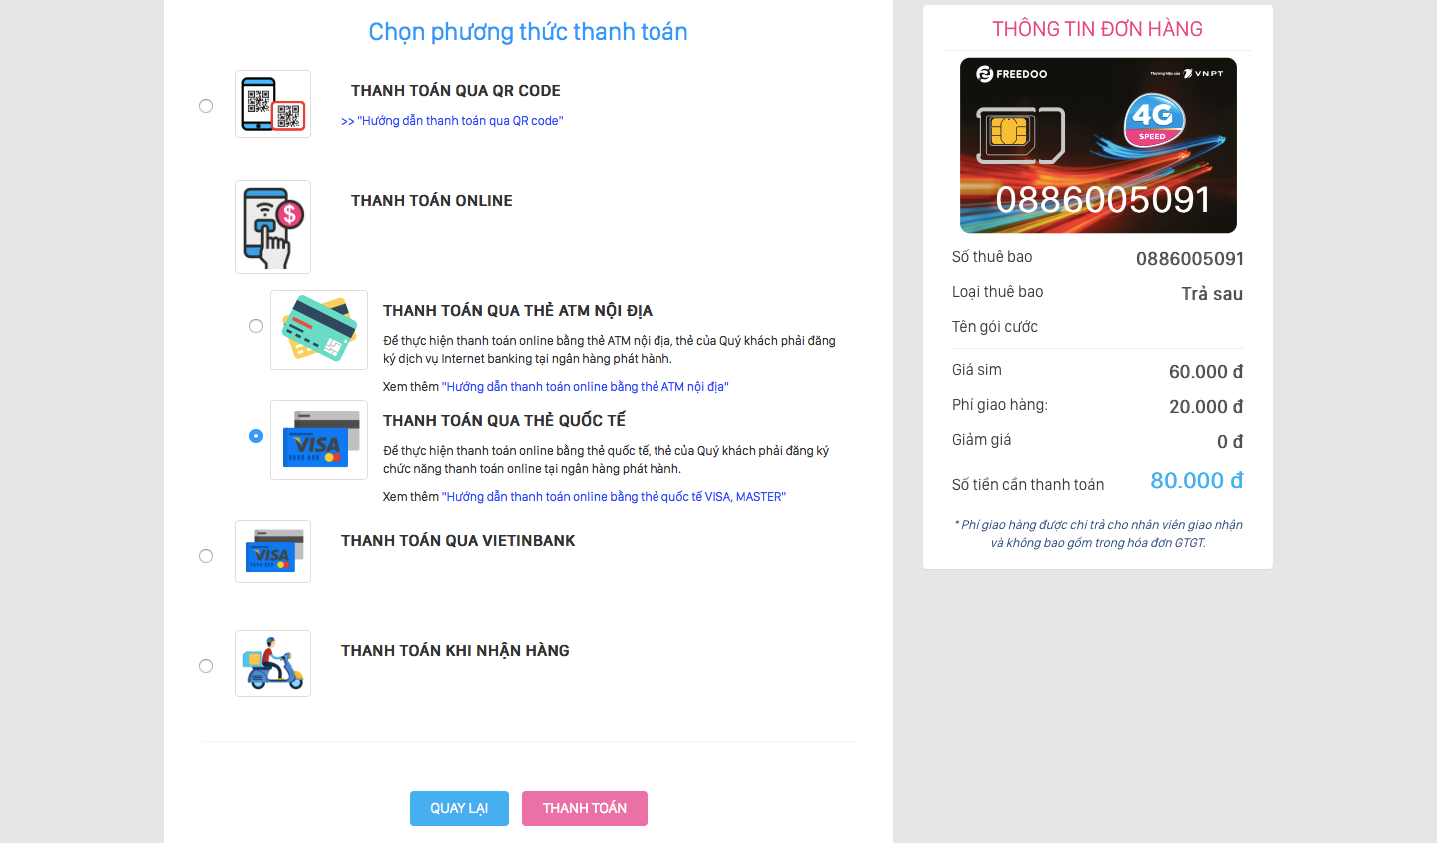 Chọn phương thức thanh toán
THANH TOÁN QUA QR CODE
>> "Hướng dẫn thanh toán qua QR code"
THANH TOÁN ONLINE
$
THANH TOÁN QUA THẺ ATM NỘI ĐỊA
Để thực hiện thanh toán online bằng thẻ ATM nội địa, thẻ của Quý khách phải đăng
ký dịch vụ Internet banking tại ngân hàng phát hành.
Xem thêm "Hướng dẫn thanh toán online bằng thẻ ATM nội địa"
VISA
THANH TOÁN QUA THẺ QUỐC TẾ
Để thực hiện thanh toán online bằng thẻ quốc tế, thẻ của Quý khách phải đăng ký
chức năng thanh toán online tại ngân hàng phát hành.
Xem thêm "Hướng dẫn thanh toán online bằng thẻ quốc tế VISA, MASTER"
VISA
THANH TOÁN QUA VIETINBANK
THANH TOÁN KHI NHẬN HÀNG
QUAY LẠI
THANH TOÁN
THÔNG TIN ĐƠN HÀNG
FREEDOO
Thương hiệu của VNPT
4G
SPEED
0886005091
Số thuê bao 0886005091
Loại thuê bao Trả sau
Tên gói cước
Giá sim 60.000 đ
Phí giao hàng: 20.000 đ
Giảm giá 0 đ
Số tiền cần thanh toán 80.000 đ
* Phí giao hàng được chi trả cho nhân viên giao nhận
và không bao gồm trong hóa đơn GTGT.